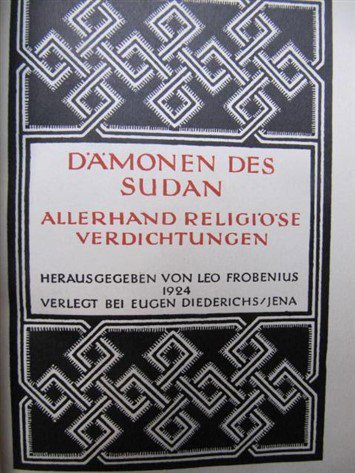 DÄMONEN DES
SUDAN
ALLERHAND RELIGIÖSE
VERDICHTUNGEN
HERAUSGEGEBEN VON LEO FROBENIUS
1924
VERLEGT BEI EUGEN DIEDERICHS/JENA